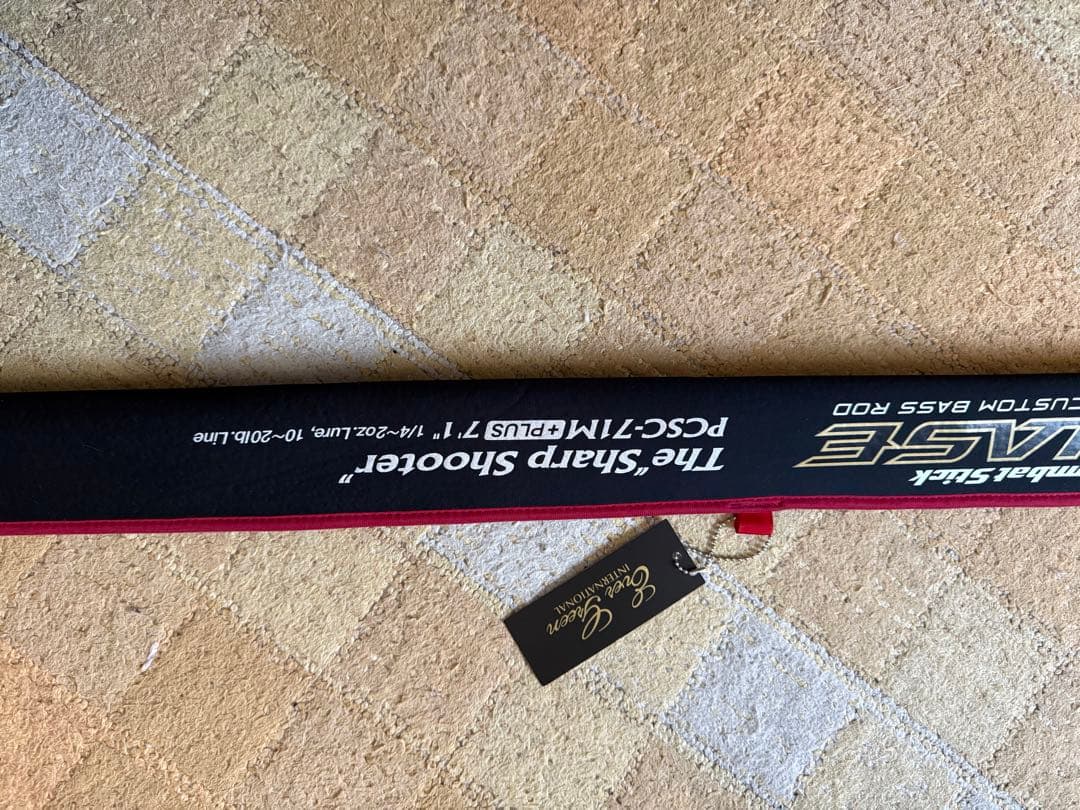 mbat Stick
HASE
CUSTOM BASS ROD
The "Sharp Shooter"
PCSC-71M+PLUS 7'1" 1/4~2oz.Lure, 10~20lb.Line
Ever Green
INTERNATIONAL